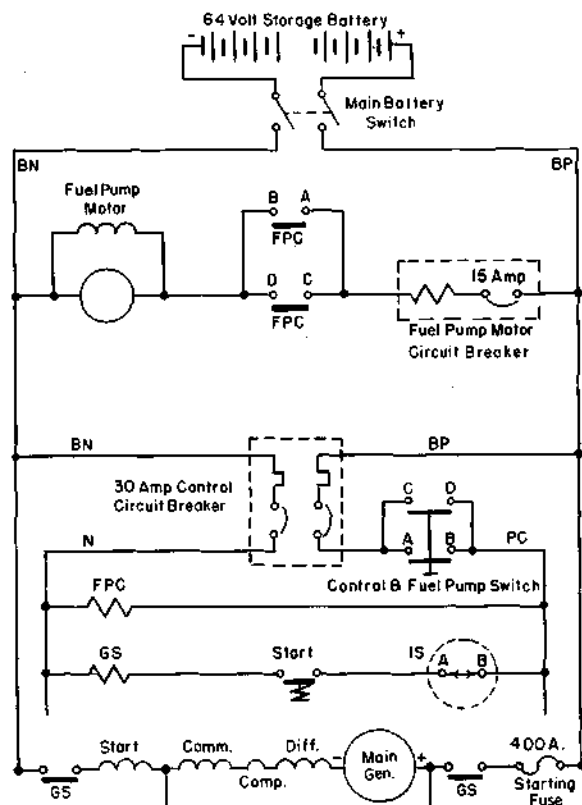 64 Volt Storage Battery
- +
Main Battery
Switch
BN BP
Fuel Pump
Motor
B A
FPC
D C
FPC
15 Amp
Fuel Pump Motor
Circuit Breaker
BN BP
30 Amp Control
Circuit Breaker
C D
N A B PC
Control & Fuel Pump Switch
FPC
GS Start IS A B
Start Comm. Diff. - Main + 400 A.
Comp. Gen.
GS GS Starting
Fuse